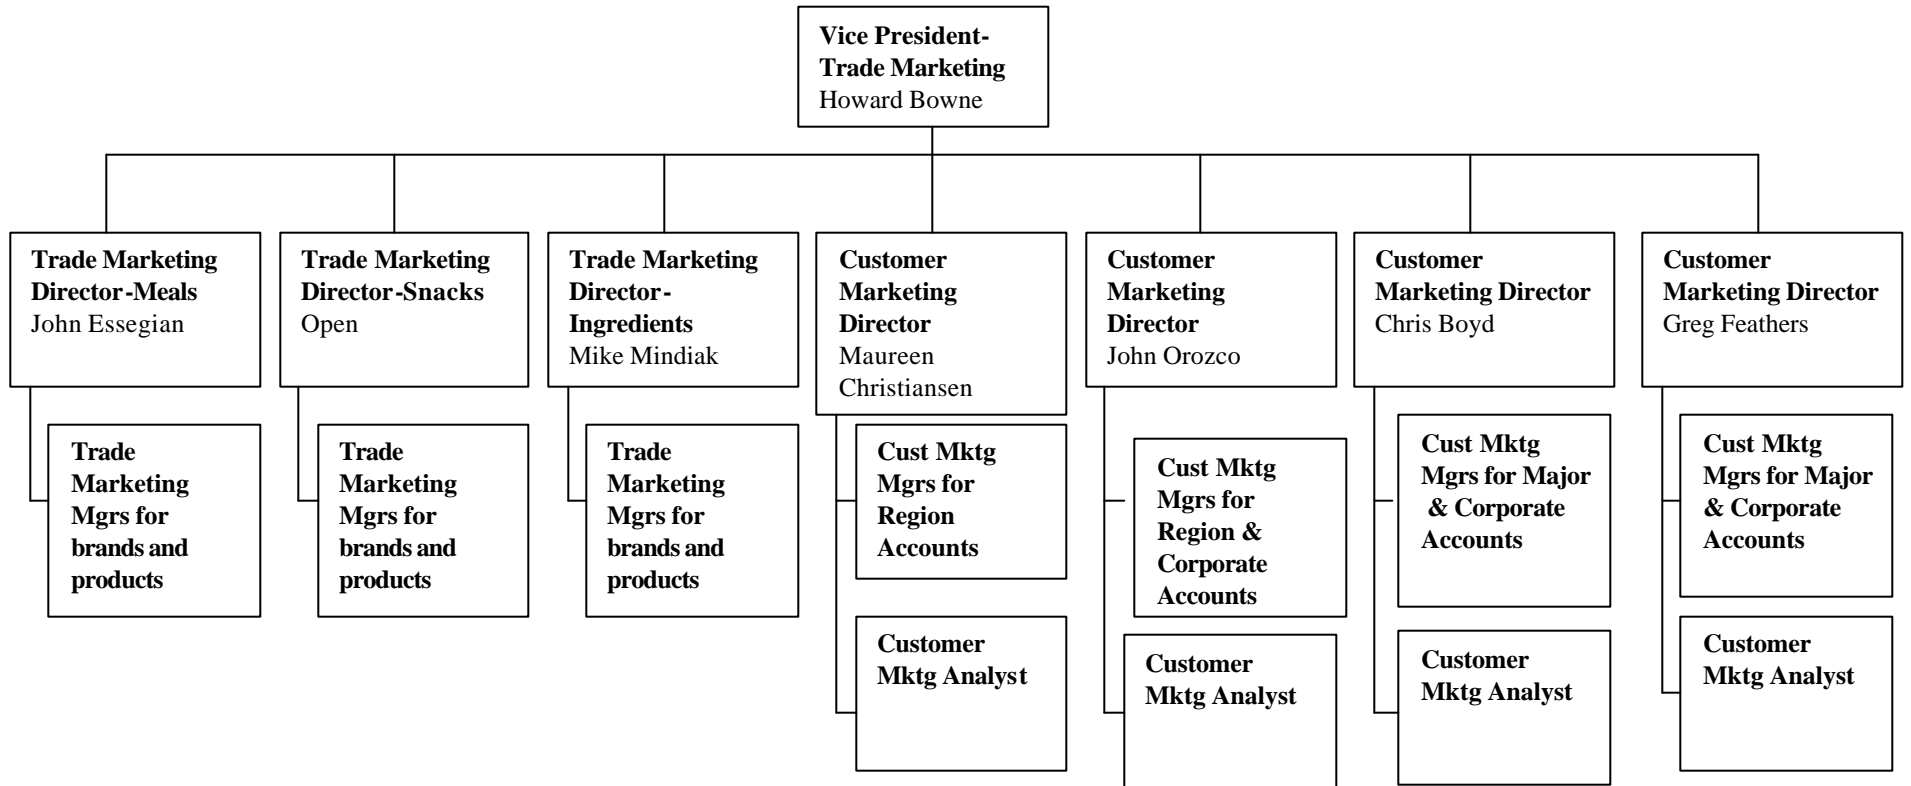 Vice President-
Trade Marketing
Howard Bowne
Trade Marketing
Director-Meals
John Essegian
Trade Marketing
Director-Snacks
Open
Trade Marketing
Director-
Ingredients
Mike Mindiak
Customer
Marketing
Director
Maureen
Christiansen
Customer
Marketing
Director
John Orozco
Customer
Marketing Director
Chris Boyd
Customer
Marketing Director
Greg Feathers
Trade
Marketing
Mgrs for
brands and
products
Trade
Marketing
Mgrs for
brands and
products
Trade
Marketing
Mgrs for
brands and
products
Cust Mktg
Mgrs for
Region
Accounts
Cust Mktg
Mgrs for
Region &
Corporate
Accounts
Cust Mktg
Mgrs for Major
& Corporate
Accounts
Cust Mktg
Mgrs for Major
& Corporate
Accounts
Customer
Mktg Analyst
Customer
Mktg Analyst
Customer
Mktg Analyst
Customer
Mktg Analyst